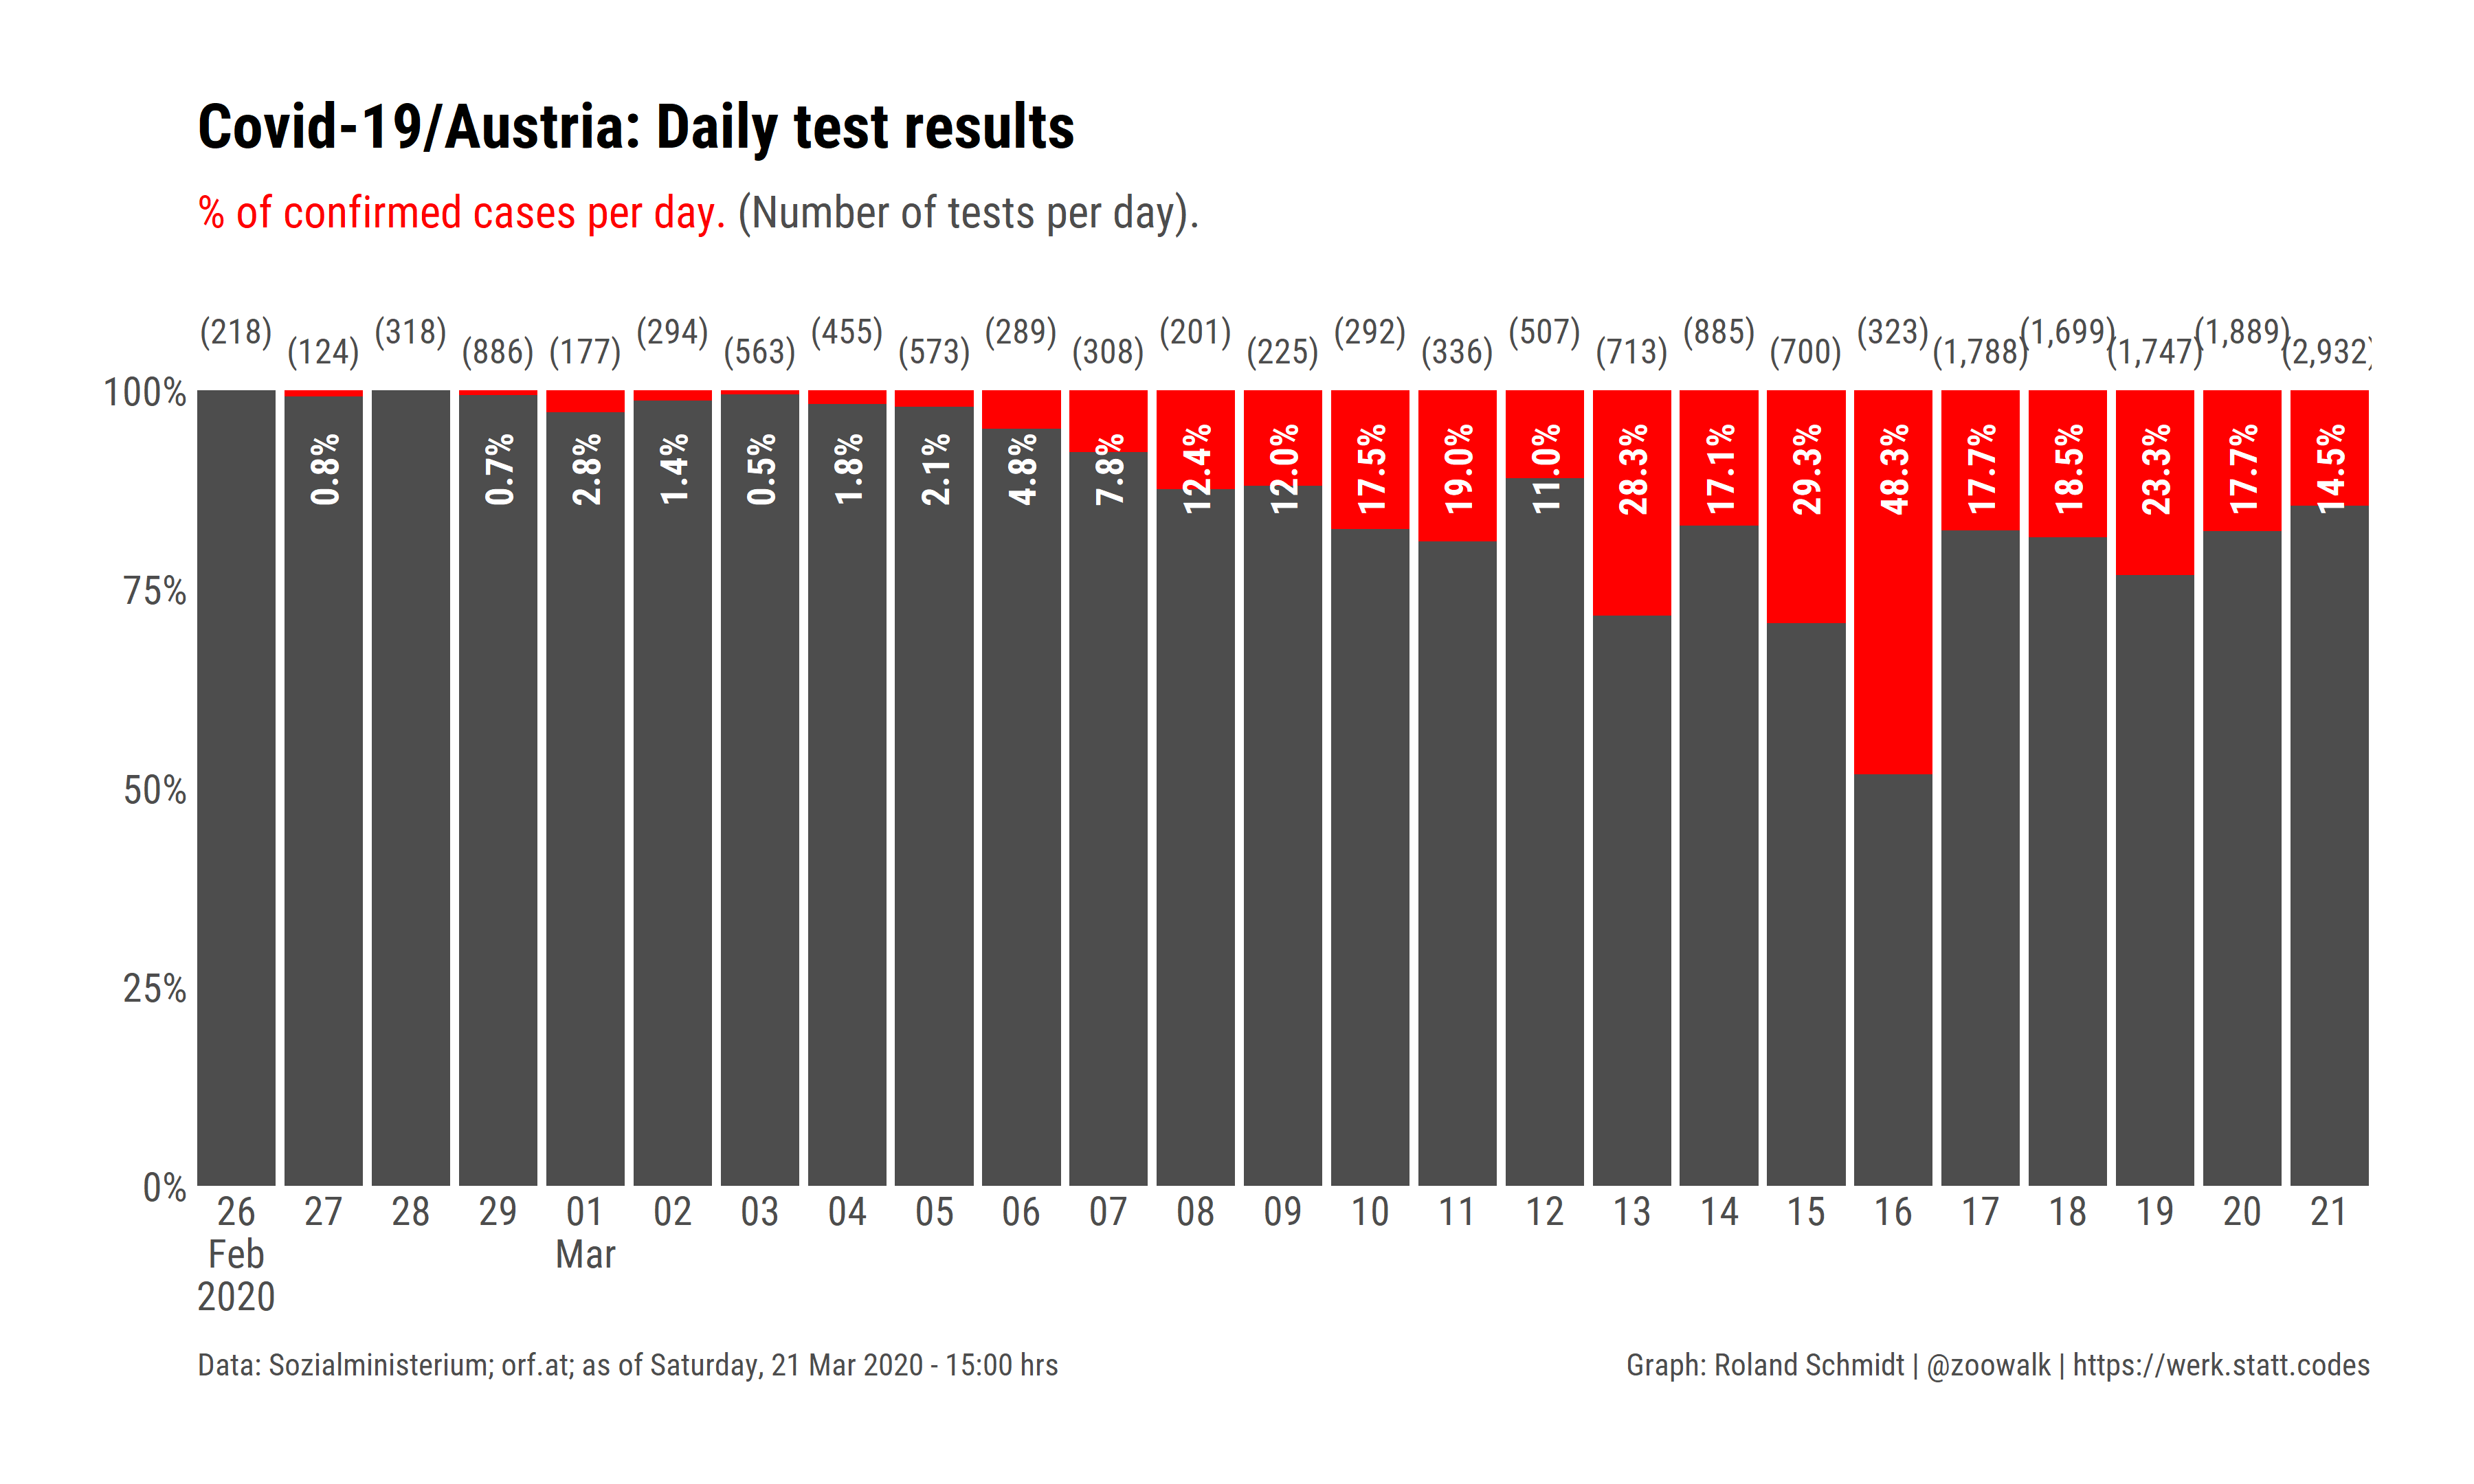 Covid-19/Austria: Daily test results
% of confirmed cases per day. (Number of tests per day).
(218) (124) (318) (886) (177) (294) (563) (455) (573) (289) (308) (201) (225) (292) (336) (507) (713) (885) (700) (323) (1,788) (1,699) (1,747) (1,889) (2,932)
100%
0.8% 0.7% 2.8% 1.4% 0.5% 1.8% 2.1% 4.8% 7.8% 12.4% 12.0% 17.5% 19.0% 11.0% 28.3% 17.1% 29.3% 48.3% 17.7% 18.5% 23.3% 17.7% 14.5%
75%
50%
25%
0%
26 27 28 29 01 02 03 04 05 06 07 08 09 10 11 12 13 14 15 16 17 18 19 20 21
Feb Mar
2020
Data: Sozialministerium; orf.at; as of Saturday, 21 Mar 2020 - 15:00 hrs
Graph: Roland Schmidt | @zoowalk | https://werk.statt.codes